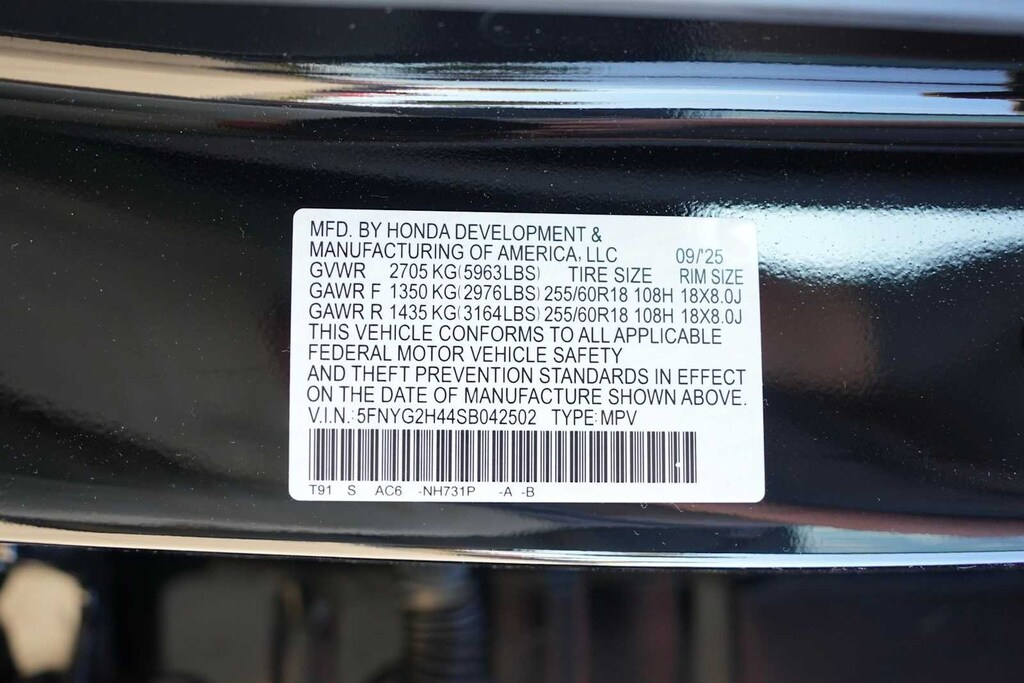 MFD. BY HONDA DEVELOPMENT &
MANUFACTURING OF AMERICA, LLC 09/'25
GVWR 2705 KG(5963LBS) TIRE SIZE RIM SIZE
GAWR F 1350 KG(2976LBS) 255/60R18 108H 18X8.0J
GAWR R 1435 KG(3164LBS) 255/60R18 108H 18X8.0J
THIS VEHICLE CONFORMS TO ALL APPLICABLE
FEDERAL MOTOR VEHICLE SAFETY
AND THEFT PREVENTION STANDARDS IN EFFECT
ON THE DATE OF MANUFACTURE SHOWN ABOVE.
V.I.N.: 5FNYG2H44SB042502 TYPE: MPV
T91 S AC6 -NH731P -A -B